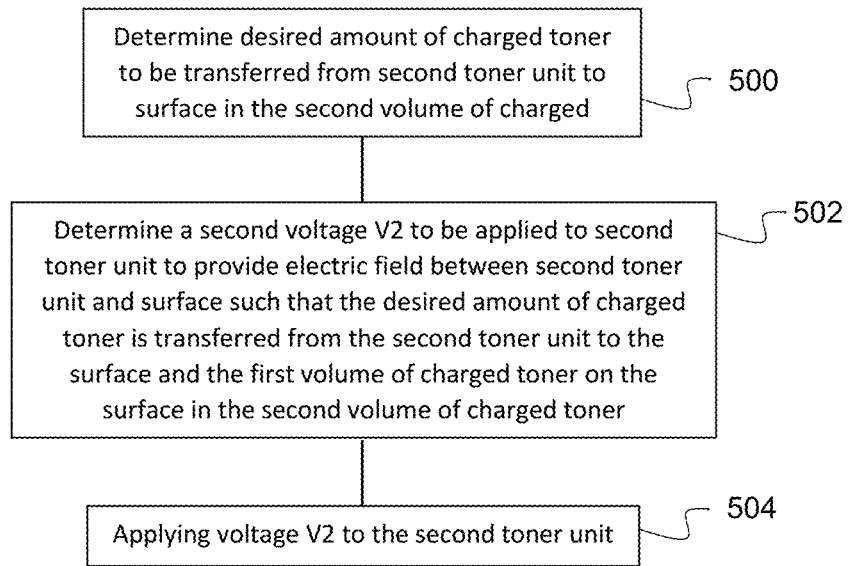 Determine desired amount of charged toner
to be transferred from second toner unit to
surface in the second volume of charged
500
Determine a second voltage V2 to be applied to second
toner unit to provide electric field between second toner
unit and surface such that the desired amount of charged
toner is transferred from the second toner unit to the
surface and the first volume of charged toner on the
surface in the second volume of charged toner
502
Applying voltage V2 to the second toner unit
504